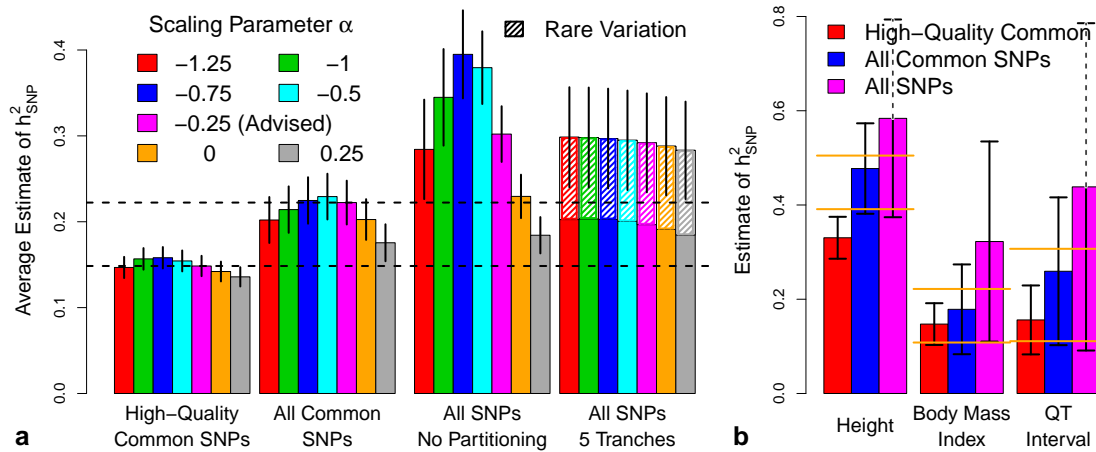 Scaling Parameter α
−1.25
−1
−0.75
−0.5
−0.25 (Advised)
0
0.25
Rare Variation
Average Estimate of h²SNP
0.0
0.1
0.2
0.3
0.4
High−Quality
Common SNPs
All Common
SNPs
All SNPs
No Partitioning
All SNPs
5 Tranches
a
High−Quality Common
All Common SNPs
All SNPs
Estimate of h²SNP
0.0
0.2
0.4
0.6
0.8
Height
Body Mass
Index
QT
Interval
b